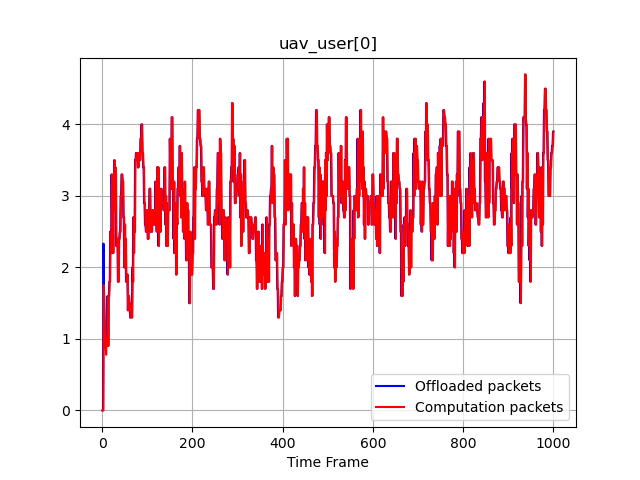 uav_user[0]
4
3
2
1
0
0 200 400 600 800 1000
Time Frame
Offloaded packets
Computation packets